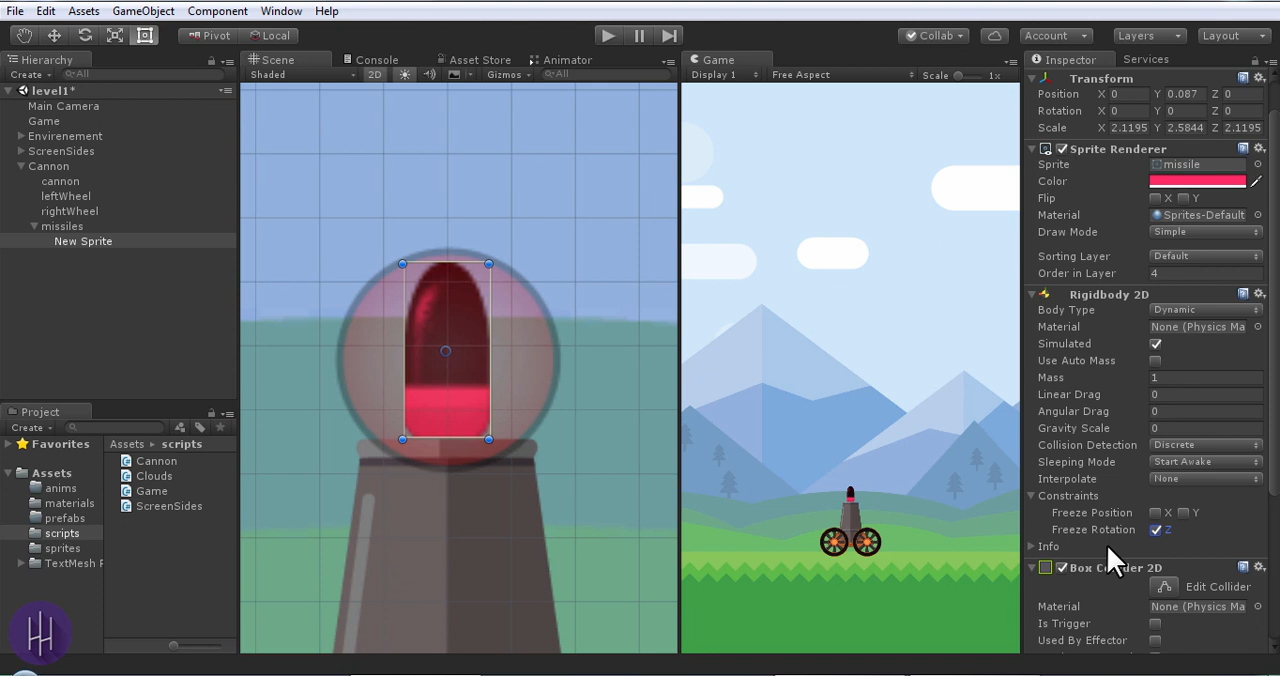 File Edit Assets GameObject Component Window Help
Pivot Local Collab Account Layers Layout
Hierarchy
Create All
level1*
Main Camera
Game
Envirenement
ScreenSides
Cannon
cannon
leftWheel
rightWheel
missiles
New Sprite
Project
Create
Favorites
Assets
anims
materials
prefabs
scripts
sprites
TextMesh P
Assets scripts
Cannon
Clouds
Game
ScreenSides
Scene Console Asset Store Animator
Shaded 2D Gizmos All
Game
Display 1 Free Aspect Scale 1x
Inspector Services
Transform
Position X 0 Y 0.087 Z 0
Rotation X 0 Y 0 Z 0
Scale X 2.1195 Y 2.5844 Z 2.1195
Sprite Renderer
Sprite missile
Color
Flip X Y
Material Sprites-Default
Draw Mode Simple
Sorting Layer Default
Order in Layer 4
Rigidbody 2D
Body Type Dynamic
Material None (Physics Ma
Simulated
Use Auto Mass
Mass 1
Linear Drag 0
Angular Drag 0
Gravity Scale 0
Collision Detection Discrete
Sleeping Mode Start Awake
Interpolate None
Constraints
Freeze Position X Y
Freeze Rotation Z
Info
Box Collider 2D
Edit Collider
Material None (Physics Ma
Is Trigger
Used By Effector